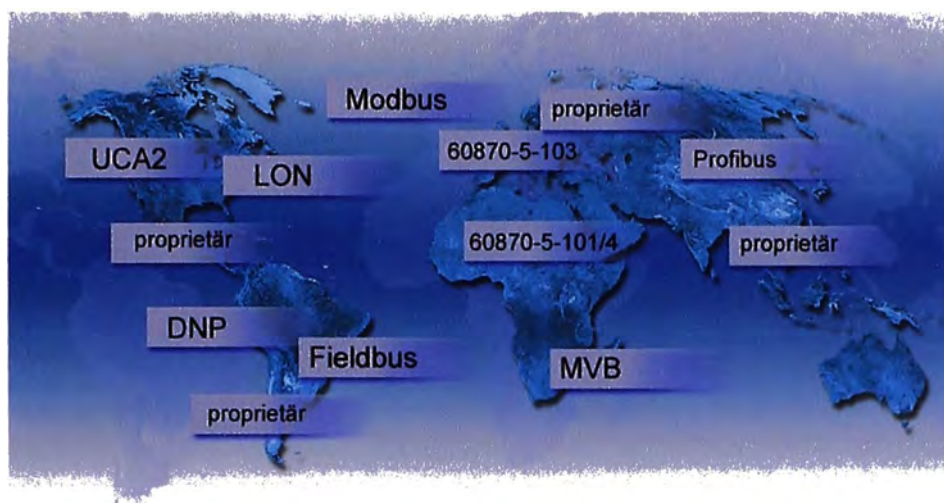 Modbus
proprietär
UCA2
LON
60870-5-103
Profibus
proprietär
60870-5-101/4
proprietär
DNP
Fieldbus
MVB
proprietär